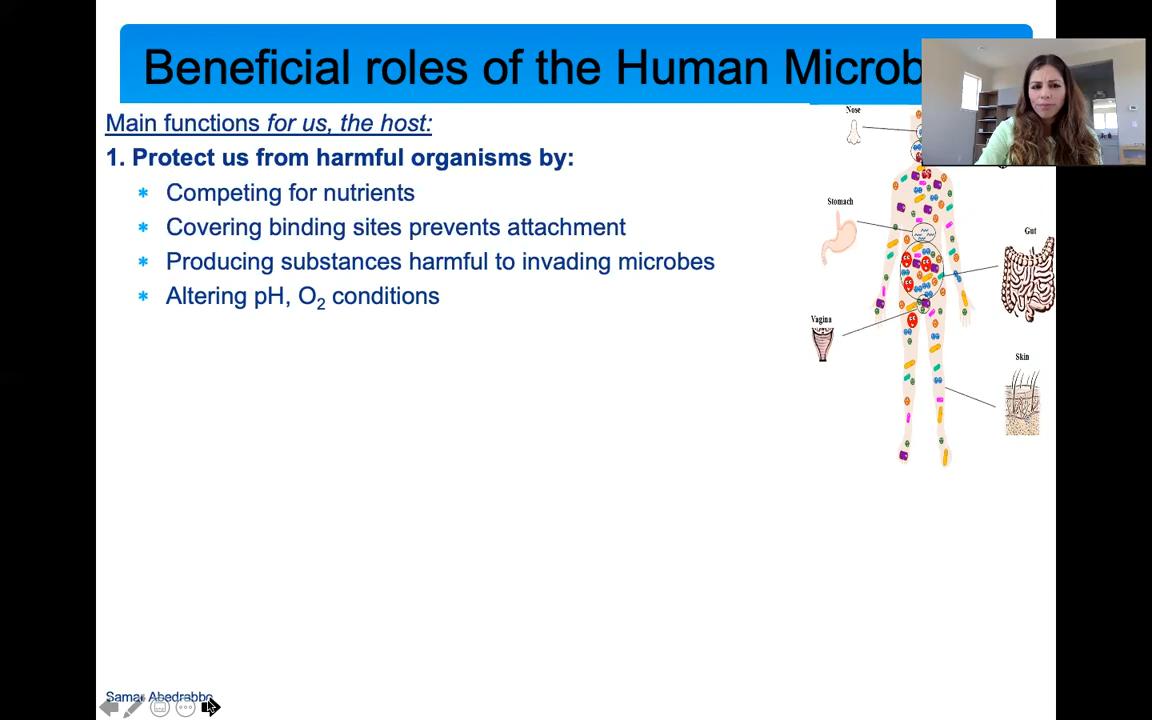 Beneficial roles of the Human Microb
Main functions for us, the host:
1. Protect us from harmful organisms by:
* Competing for nutrients
* Covering binding sites prevents attachment
* Producing substances harmful to invading microbes
* Altering pH, O₂ conditions
Nose
Stomach
Gut
Vagina
Skin
Samar Abedrabbo